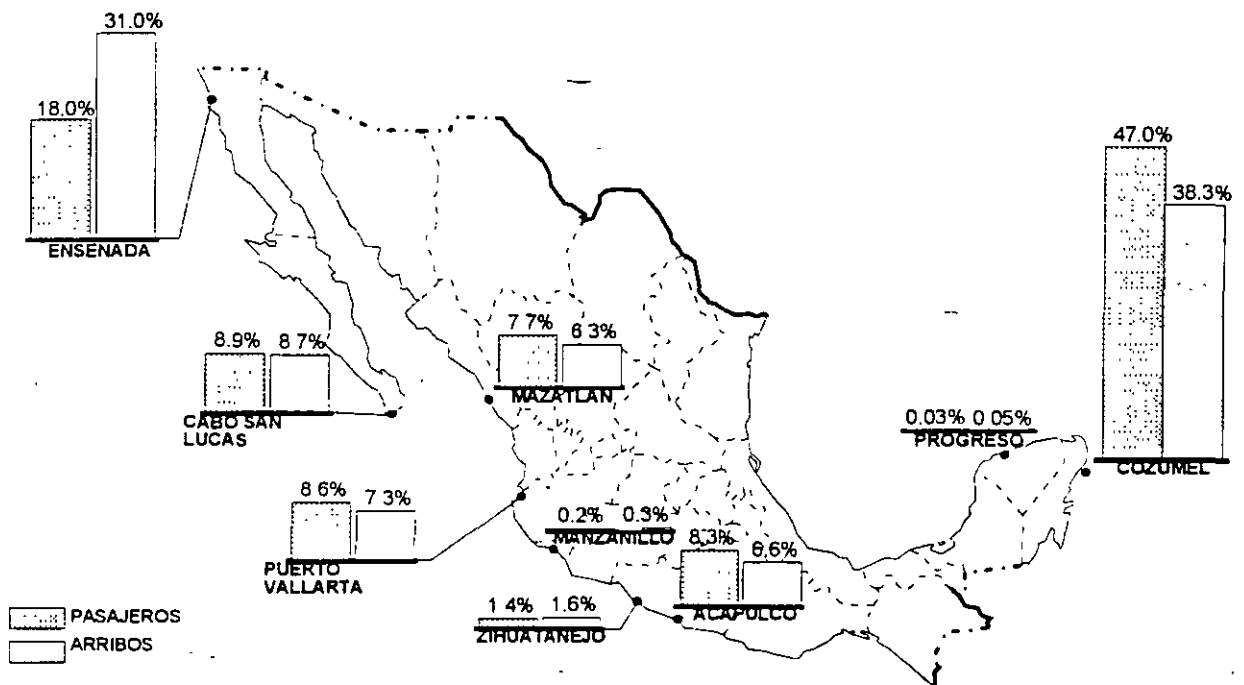 31.0%
18.0%
ENSENADA
47.0%
38.3%
COZUMEL
8.9% 8 7%
CABO SAN
LUCAS
7 7% 6 3%
MAZATLAN
0.03% 0 05%
PROGRESO
8 6% 7 3%
PUERTO
VALLARTA
0.2% 0.3%
MANZANILLO
8.3% 6.6%
ACAPULCO
1 4% 1.6%
ZIHUATANEJO
PASAJEROS
ARRIBOS